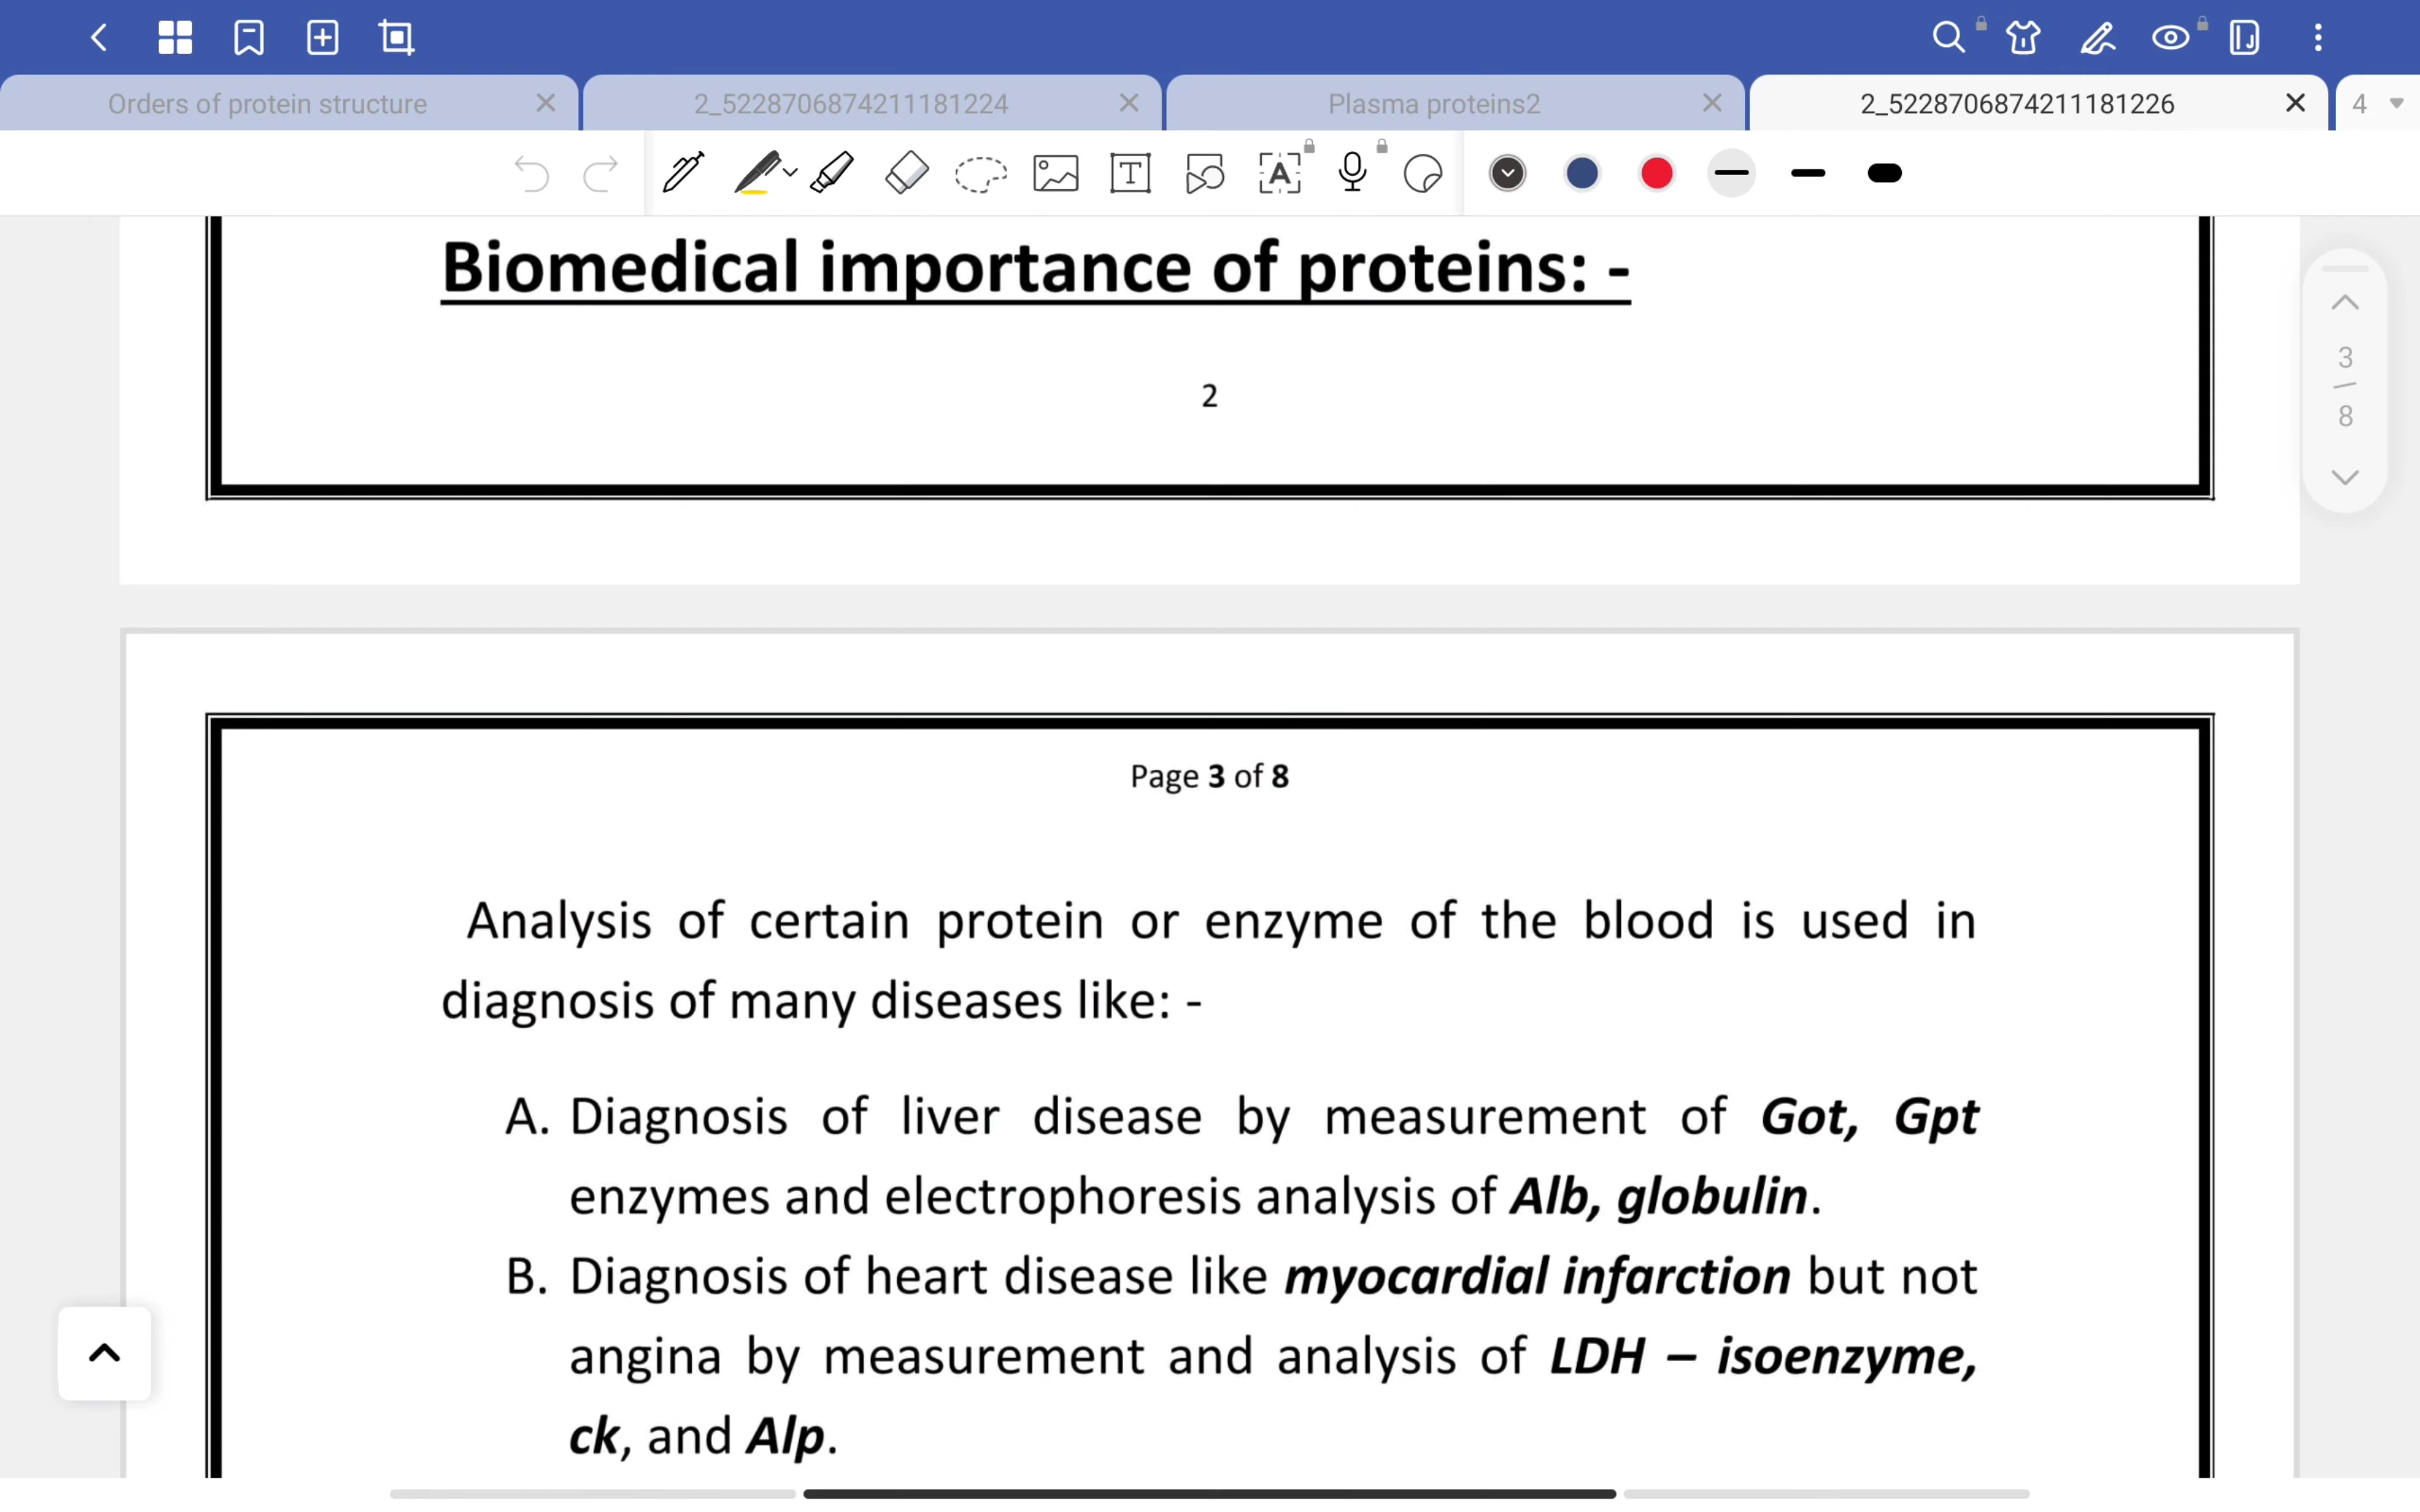 Orders of protein structure
2_5228706874211181224
Plasma proteins2
2_5228706874211181226
4
Biomedical importance of proteins: -
2
3
8
Page 3 of 8
Analysis of certain protein or enzyme of the blood is used in
diagnosis of many diseases like: -
A. Diagnosis of liver disease by measurement of Got, Gpt
enzymes and electrophoresis analysis of Alb, globulin.
B. Diagnosis of heart disease like myocardial infarction but not
angina by measurement and analysis of LDH – isoenzyme,
ck, and Alp.